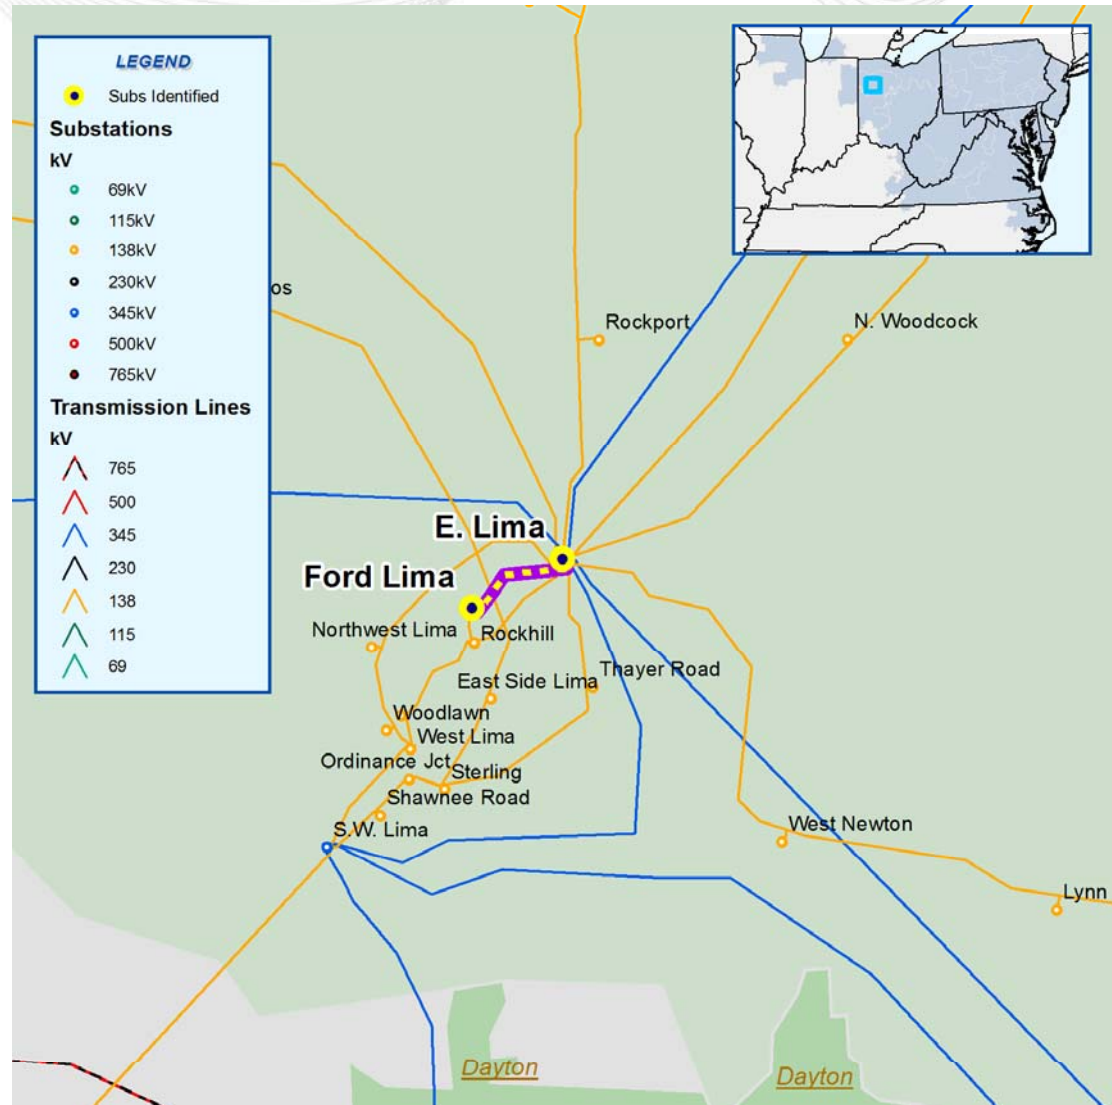 LEGEND
Subs Identified
Substations
kV
69kV
115kV
138kV
230kV
345kV
500kV
765kV
Transmission Lines
kV
765
500
345
230
138
115
69
os
Rockport
N. Woodcock
E. Lima
Ford Lima
Northwest Lima
Rockhill
East Side Lima
Thayer Road
Woodlawn
West Lima
Ordinance Jct
Sterling
Shawnee Road
S.W. Lima
West Newton
Lynn
Dayton
Dayton